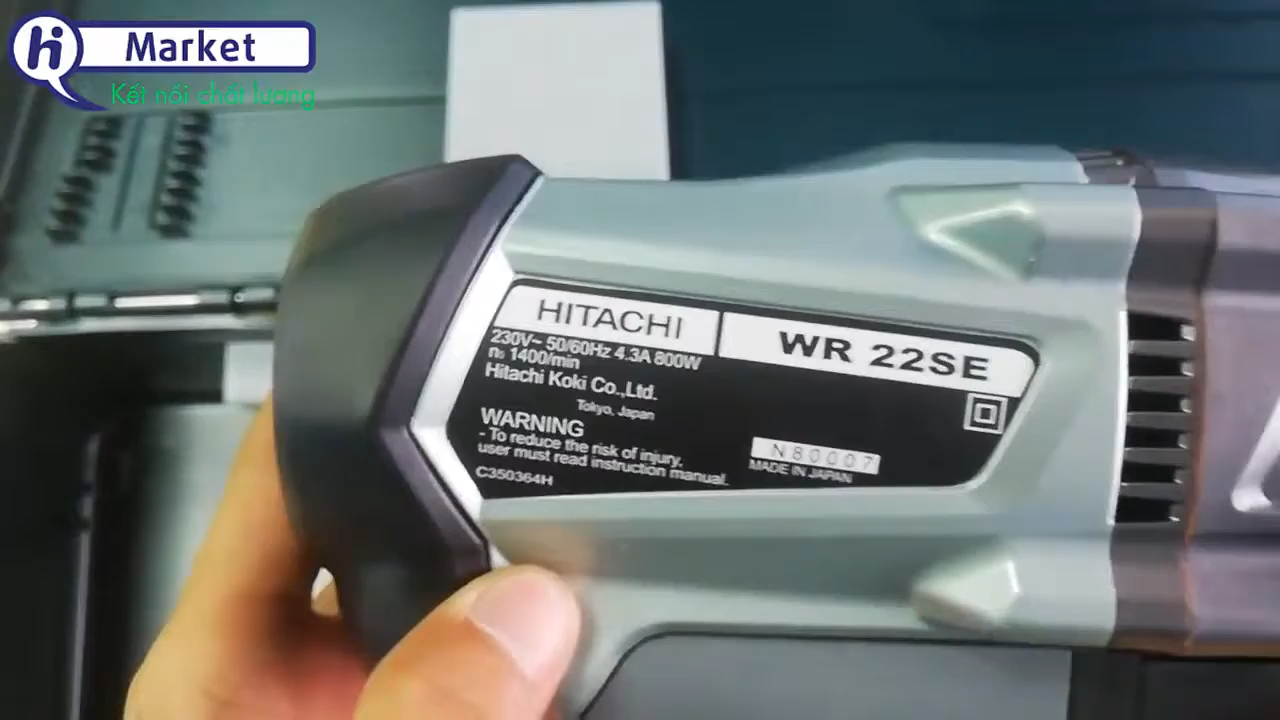 hi Market
Kết nối chất lượng
HITACHI
WR 22SE
230V~ 50/60Hz 4.3A 800W
n₀ 1400/min
Hitachi Koki Co.,Ltd.
Tokyo, Japan
WARNING
- To reduce the risk of injury,
user must read instruction manual.
C350364H
N80007
MADE IN JAPAN